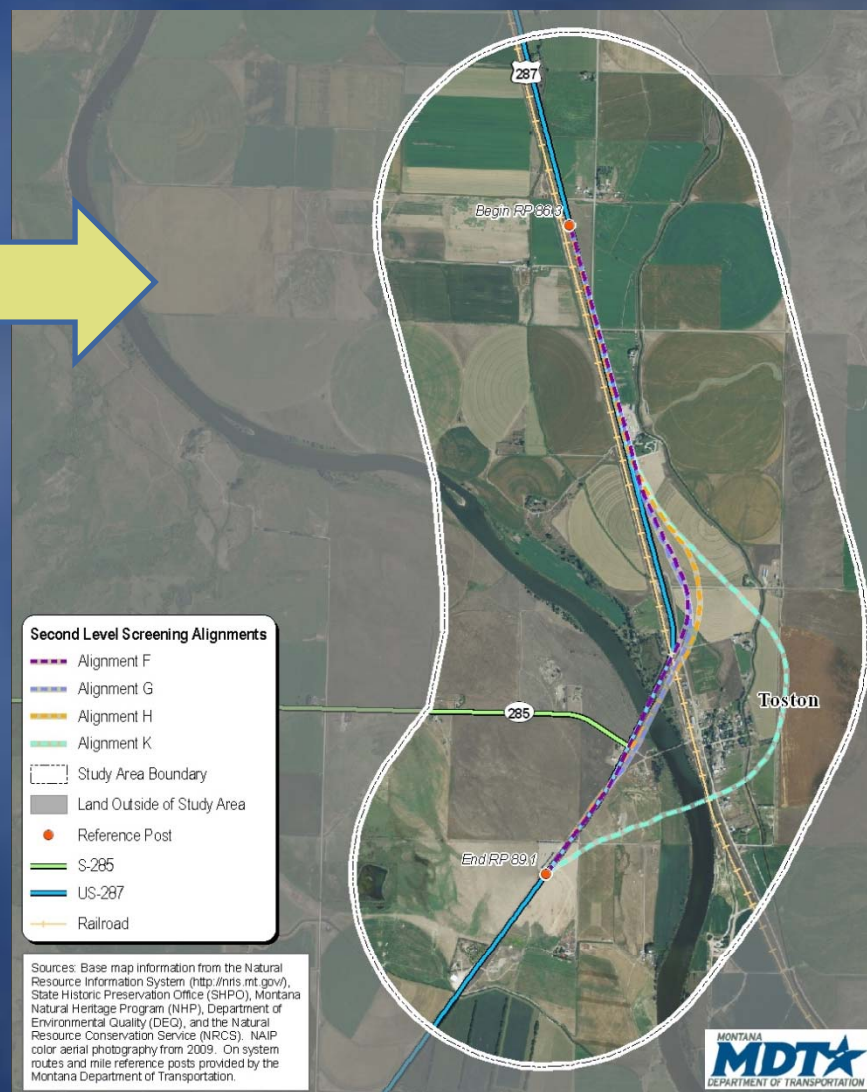 287
Begin RP 86.3
Toston
285
End RP 89.1
Second Level Screening Alignments
Alignment F
Alignment G
Alignment H
Alignment K
Study Area Boundary
Land Outside of Study Area
Reference Post
S-285
US-287
Railroad
Sources: Base map information from the Natural
Resource Information System (http://nris.mt.gov/),
State Historic Preservation Office (SHPO), Montana
Natural Heritage Program (NHP), Department of
Environmental Quality (DEQ), and the Natural
Resource Conservation Service (NRCS). NAIP
color aerial photography from 2009. On system
routes and mile reference posts provided by the
Montana Department of Transportation.
MONTANA
MDT
DEPARTMENT OF TRANSPORTATION